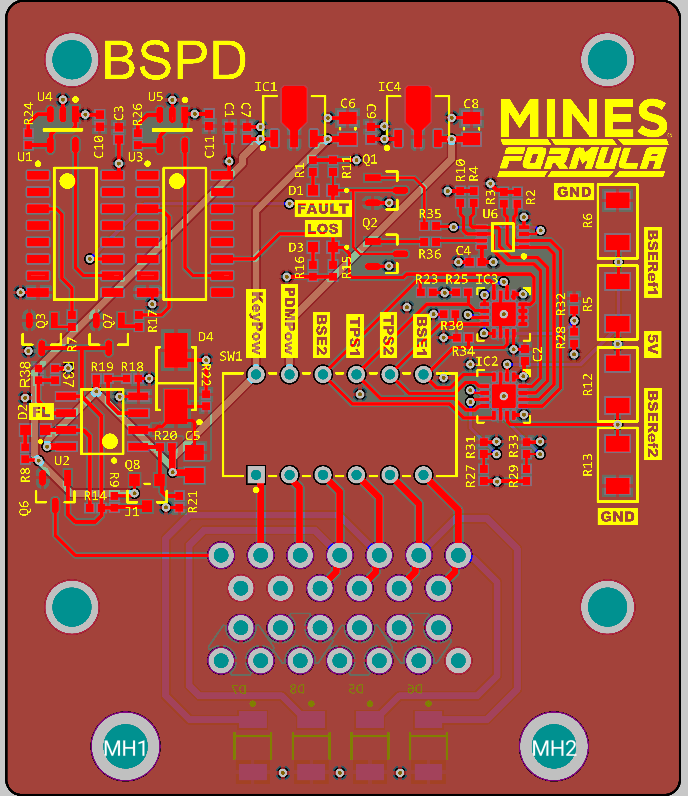 BSPD
U4
U5
IC1
IC4
C6
C8
R24
R26
C10
C3
C11
C1
C7
C9
MINES
FORMULA
U1
U3
R1
R11
Q1
D1
FAULT
LOS
Q2
D3
R16
R15
R10
R4
R3
R2
GND
R6
BSERef1
R35
R36
U6
C4
R23
R25
IC3
R30
R34
IC2
C2
R32
R28
R5
5V
R12
BSERef2
R13
GND
KeyPow
PDMPow
BSE2
TPS1
TPS2
BSE1
SW1
Q3
Q7
R17
R7
D4
R38
R37
R19
R18
R22
D2
FL
R20
C5
R8
U2
Q8
R9
R14
J1
R21
Q6
R31
R33
R27
R29
D7
D8
D5
D6
MH1
MH2